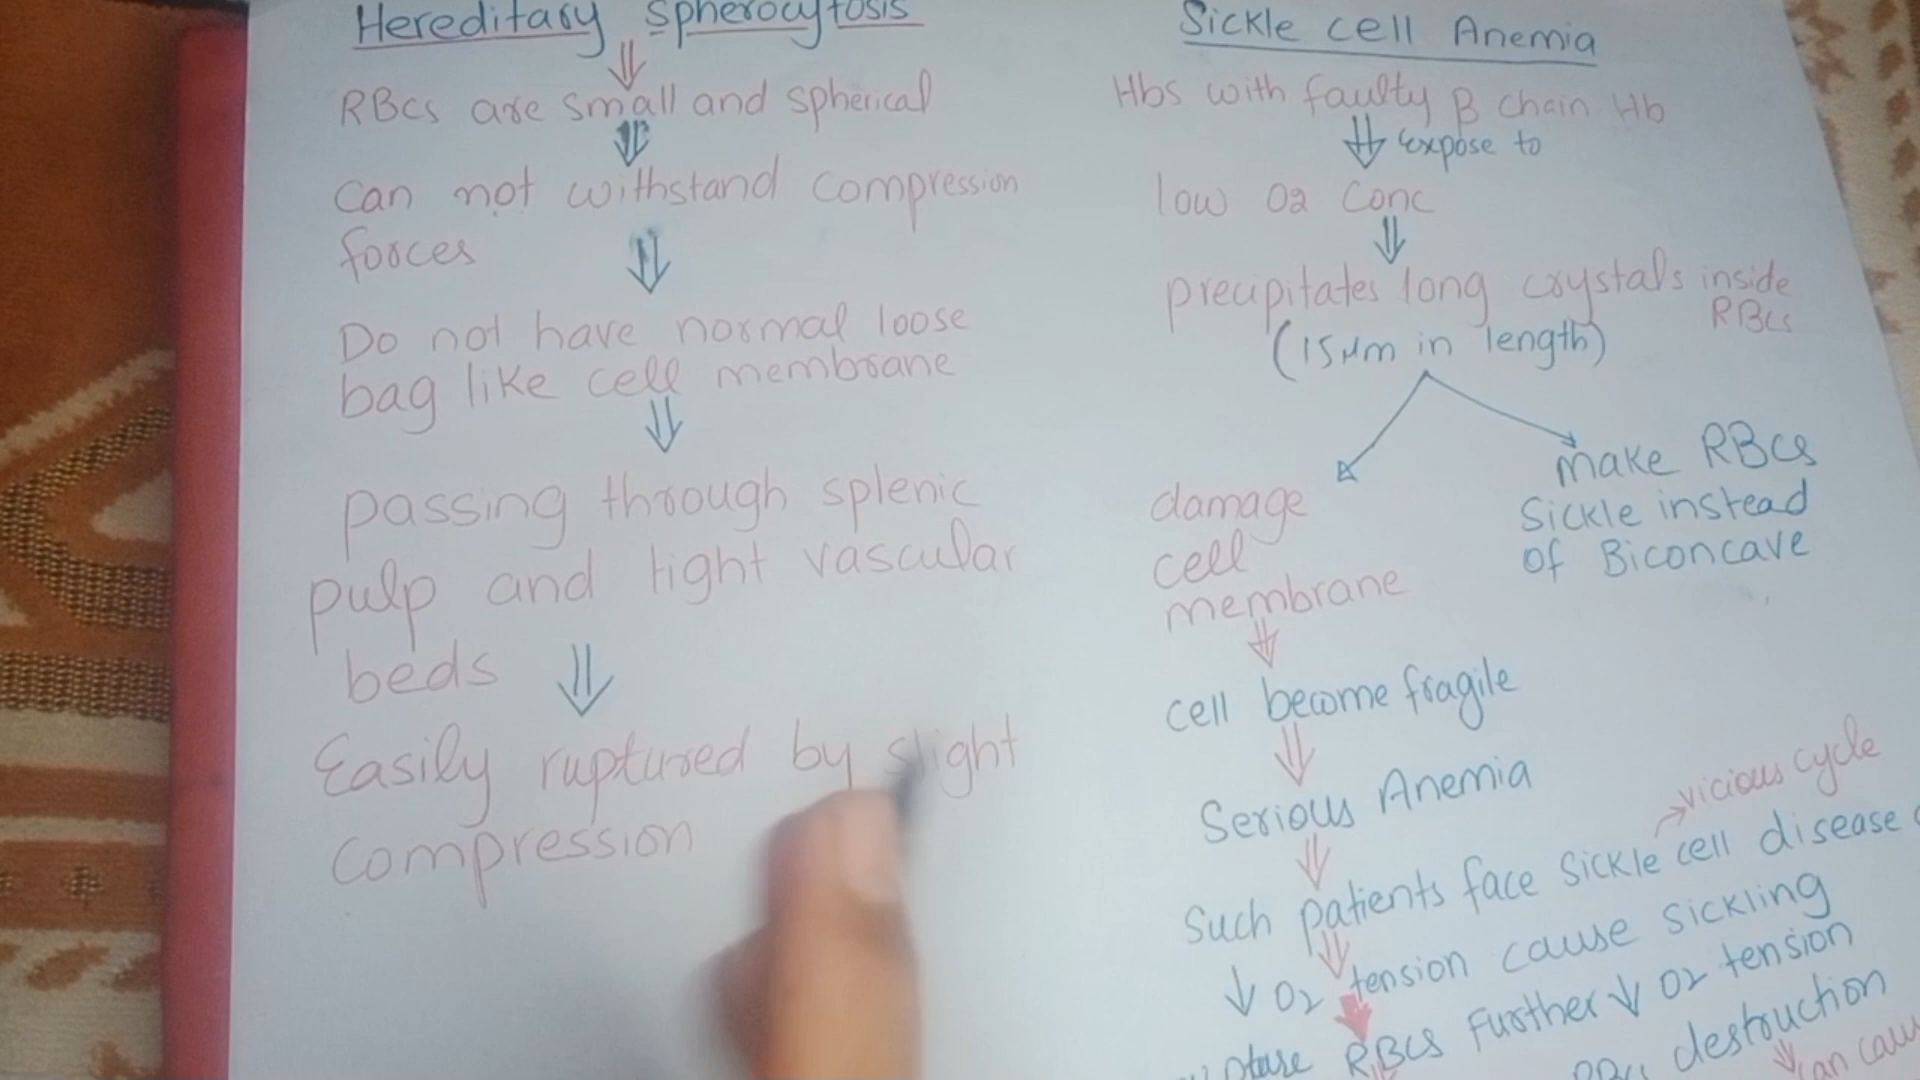 Hereditary Spherocytosis
RBCs are small and spherical
can not withstand compression
forces
Do not have normal loose
bag like cell membrane
passing through splenic
pulp and tight vascular
beds
Easily ruptured by slight
compression
Sickle cell Anemia
Hbs with faulty β chain Hb
expose to
low O2 Conc
precipitates long crystals inside
RBCs
(15 μm in length)
damage
cell
membrane
make RBCs
Sickle instead
of Biconcave
cell become fragile
Serious Anemia
vicious cycle
Such patients face Sickle cell disease
↓ O2 tension cause sickling
RBCs Further ↓ O2 tension
destruction